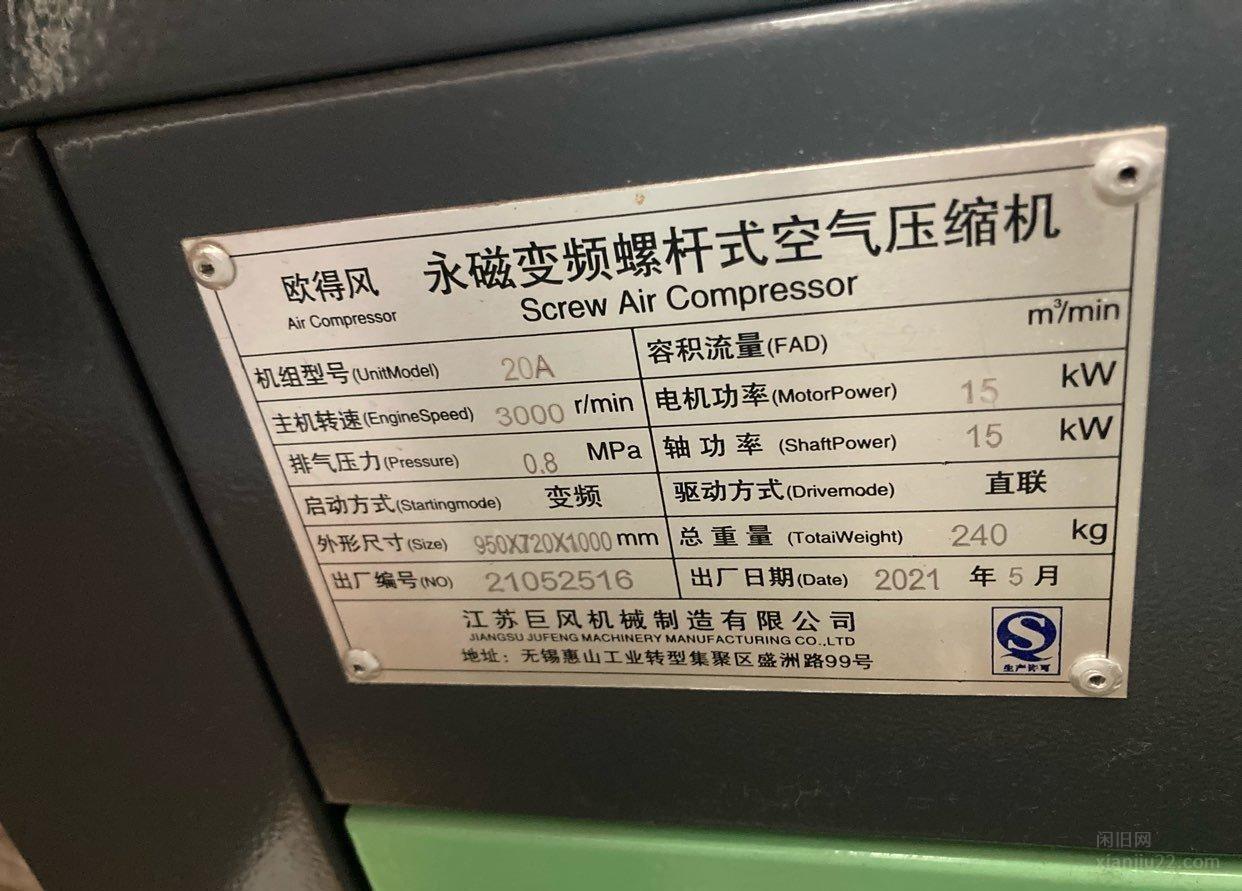 欧得风 永磁变频螺杆式空气压缩机
Air Compressor Screw Air Compressor
机组型号(UnitModel) 20A 容积流量(FAD) m³/min
主机转速(EngineSpeed) 3000 r/min 电机功率(MotorPower) 15 kW
排气压力(Pressure) 0.8 MPa 轴功率 (ShaftPower) 15 kW
启动方式(Startingmode) 变频 驱动方式(Drivemode) 直联
外形尺寸(Size) 950X720X1000 mm 总重量 (TotaiWeight) 240 kg
出厂编号(NO) 21052516 出厂日期(Date) 2021 年 5 月
江苏巨风机械制造有限公司
JIANGSU JUFENG MACHINERY MANUFACTURING CO.,LTD
地址：无锡惠山工业转型集聚区盛洲路99号
生产许可
闲旧网
xianjiu22.com